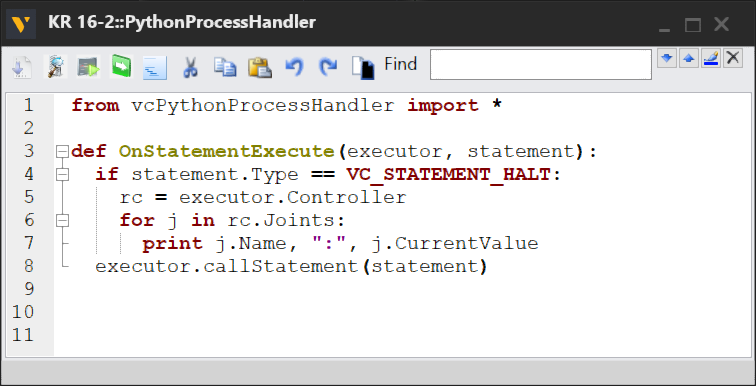 KR 16-2::PythonProcessHandler
Find
1 from vcPythonProcessHandler import *
2
3 def OnStatementExecute(executor, statement):
4   if statement.Type == VC_STATEMENT_HALT:
5     rc = executor.Controller
6     for j in rc.Joints:
7       print j.Name, ":", j.CurrentValue
8   executor.callStatement(statement)
9
10
11